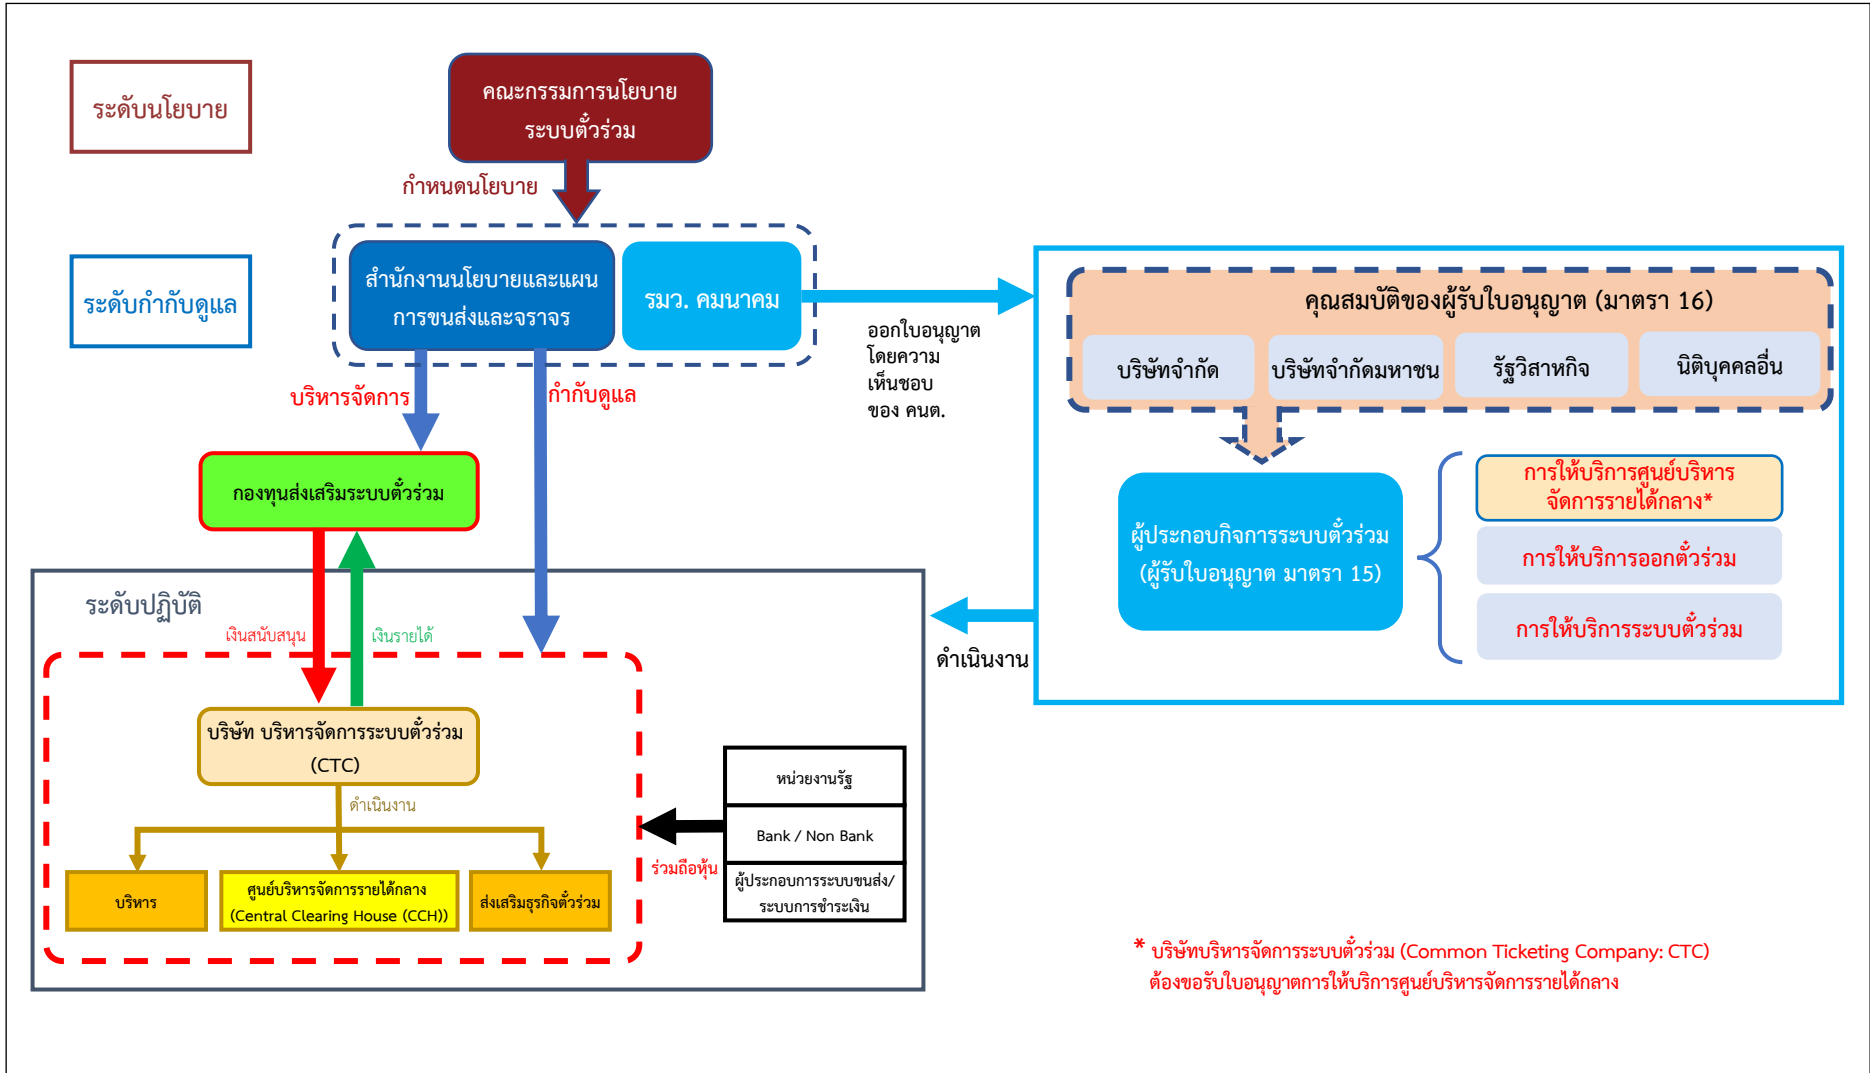 ระดับนโยบาย
คณะกรรมการนโยบาย
ระบบตั๋วร่วม
กำหนดนโยบาย
ระดับกำกับดูแล
สำนักงานนโยบายและแผน
การขนส่งและจราจร
รมว. คมนาคม
ออกใบอนุญาต
โดยความ
เห็นชอบ
ของ คนต.
คุณสมบัติของผู้รับใบอนุญาต (มาตรา 16)
บริษัทจำกัด
บริษัทจำกัดมหาชน
รัฐวิสาหกิจ
นิติบุคคลอื่น
บริหารจัดการ
กำกับดูแล
กองทุนส่งเสริมระบบตั๋วร่วม
ผู้ประกอบกิจการระบบตั๋วร่วม
(ผู้รับใบอนุญาต มาตรา 15)
การให้บริการศูนย์บริหาร
จัดการรายได้กลาง*
การให้บริการออกตั๋วร่วม
การให้บริการระบบตั๋วร่วม
ระดับปฏิบัติ
เงินสนับสนุน
เงินรายได้
ดำเนินงาน
บริษัท บริหารจัดการระบบตั๋วร่วม
(CTC)
ดำเนินงาน
บริหาร
ศูนย์บริหารจัดการรายได้กลาง
(Central Clearing House (CCH))
ส่งเสริมธุรกิจตั๋วร่วม
ร่วมถือหุ้น
หน่วยงานรัฐ
Bank / Non Bank
ผู้ประกอบการระบบขนส่ง/
ระบบการชำระเงิน
* บริษัทบริหารจัดการระบบตั๋วร่วม (Common Ticketing Company: CTC)
ต้องขอรับใบอนุญาตการให้บริการศูนย์บริหารจัดการรายได้กลาง